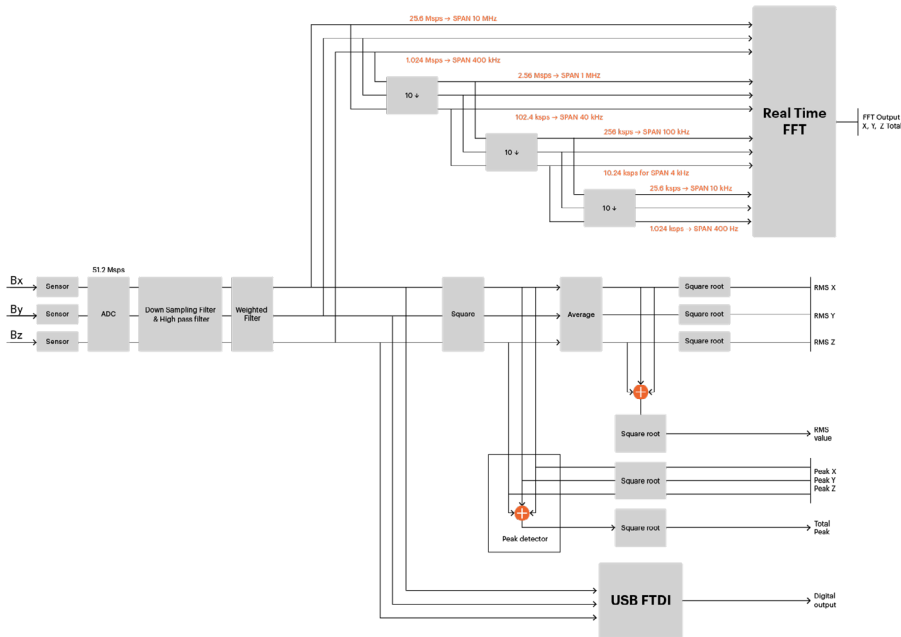 25.6 Msps → SPAN 10 MHz
1.024 Msps → SPAN 400 kHz
2.56 Msps → SPAN 1 MHz
10 ↓
102.4 ksps → SPAN 40 kHz
256 ksps → SPAN 100 kHz
10 ↓
10.24 ksps for SPAN 4 kHz
25.6 ksps → SPAN 10 kHz
10 ↓
1.024 ksps → SPAN 400 Hz
Real Time
FFT
FFT Output
X, Y, Z Total
51.2 Msps
Bx
Sensor
By
Sensor
Bz
Sensor
ADC
Down Sampling Filter
& High pass filter
Weighted
Filter
Square
Average
Square root
RMS X
Square root
RMS Y
Square root
RMS Z
+
Square root
RMS
value
Square root
Peak X
Peak Y
Peak Z
+
Peak detector
Square root
Total
Peak
USB FTDI
Digital
output